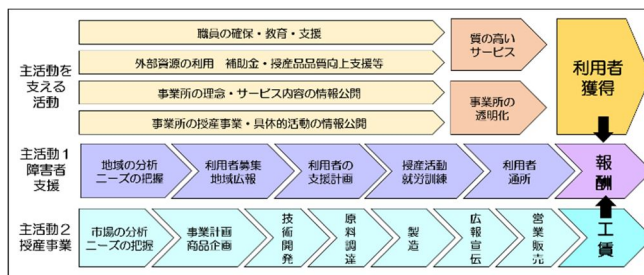 主活動を
支える
活動
職員の確保・教育・支援
外部資源の利用　補助金・授産品品質向上支援等
事業所の理念・サービス内容の情報公開
事業所の授産事業・具体的活動の情報公開
質の高い
サービス
事業所の
透明化
利用者
獲得
主活動1
障害者
支援
地域の分析
ニーズの把握
利用者募集
地域広報
利用者の
支援計画
授産活動
就労訓練
利用者
通所
報酬
主活動2
授産事業
市場の分析
ニーズの把握
事業計画
商品企画
技術開発
原料調達
製造
広報宣伝
営業販売
工賃